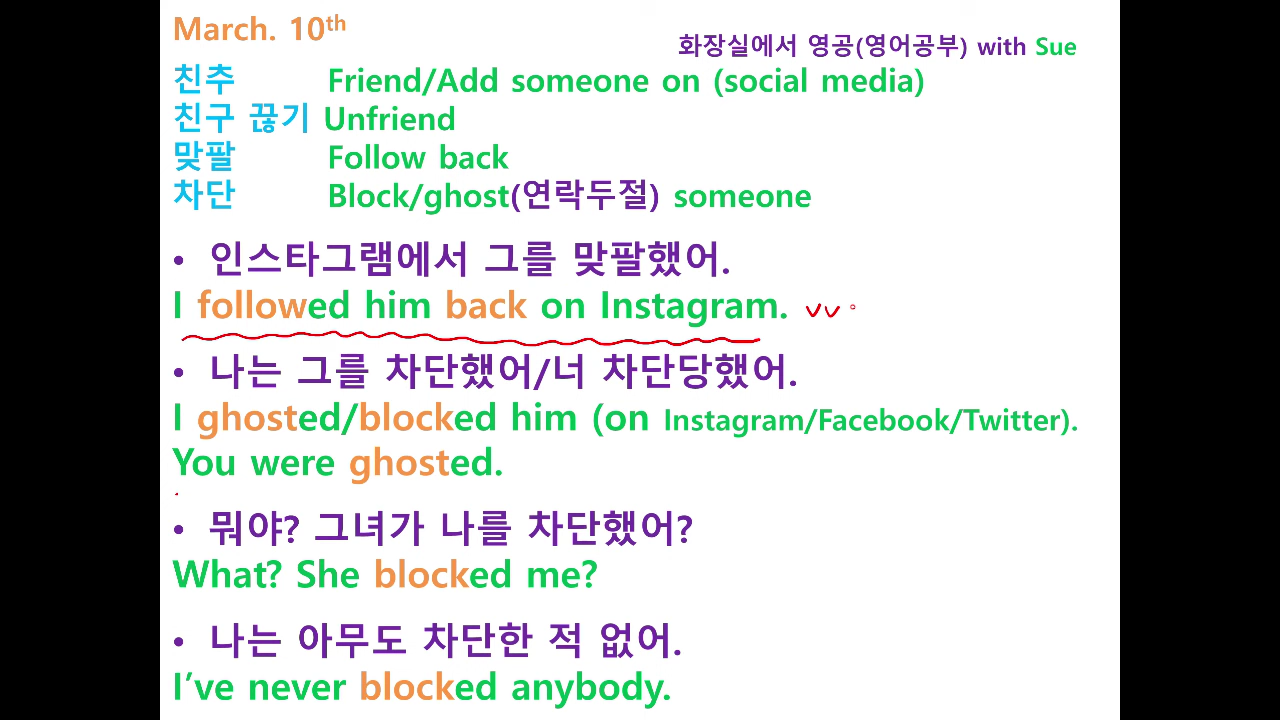 March. 10th
화장실에서 영공(영어공부) with Sue
친추 Friend/Add someone on (social media)
친구 끊기 Unfriend
맞팔 Follow back
차단 Block/ghost(연락두절) someone
• 인스타그램에서 그를 맞팔했어.
I followed him back on Instagram.
• 나는 그를 차단했어/너 차단당했어.
I ghosted/blocked him (on Instagram/Facebook/Twitter).
You were ghosted.
• 뭐야? 그녀가 나를 차단했어?
What? She blocked me?
• 나는 아무도 차단한 적 없어.
I’ve never blocked anybody.